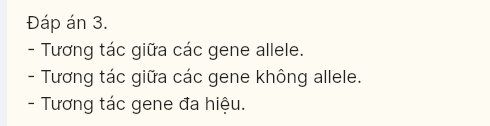 Đáp án 3.
- Tương tác giữa các gene allele.
- Tương tác giữa các gene không allele.
- Tương tác gene đa hiệu.